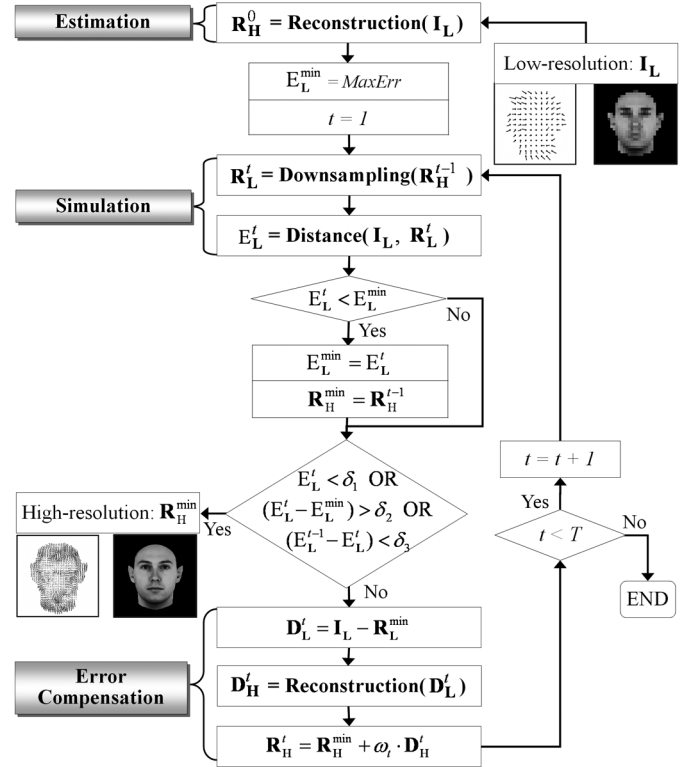 Estimation
R_H^0 = Reconstruction( I_L )
Low-resolution: I_L
E_L^min = MaxErr
t = 1
Simulation
R_L^t = Downsampling( R_H^{t−1} )
E_L^t = Distance( I_L , R_L^t )
E_L^t < E_L^min
No
Yes
E_L^min = E_L^t
R_H^min = R_H^{t−1}
E_L^t < δ_1 OR
(E_L^t − E_L^min) > δ_2 OR
(E_L^{t−1} − E_L^t) < δ_3
Yes
High-resolution: R_H^min
No
t = t + 1
Yes
t < T
No
END
Error
Compensation
D_L^t = I_L − R_L^min
D_H^t = Reconstruction( D_L^t )
R_H^t = R_H^min + ω_t · D_H^t